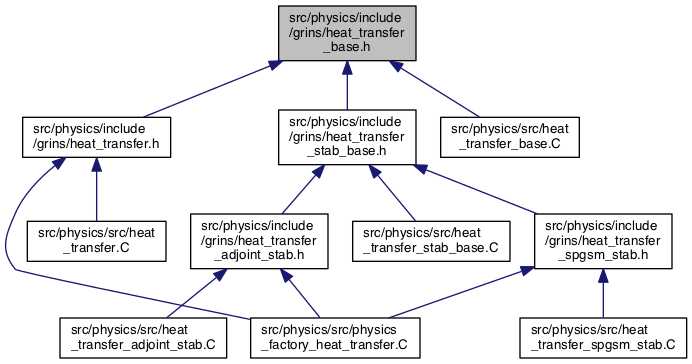 src/physics/include
/grins/heat_transfer
_base.h
src/physics/include
/grins/heat_transfer.h
src/physics/include
/grins/heat_transfer
_stab_base.h
src/physics/src/heat
_transfer_base.C
src/physics/src/heat
_transfer.C
src/physics/include
/grins/heat_transfer
_adjoint_stab.h
src/physics/src/heat
_transfer_stab_base.C
src/physics/include
/grins/heat_transfer
_spgsm_stab.h
src/physics/src/heat
_transfer_adjoint_stab.C
src/physics/src/physics
_factory_heat_transfer.C
src/physics/src/heat
_transfer_spgsm_stab.C